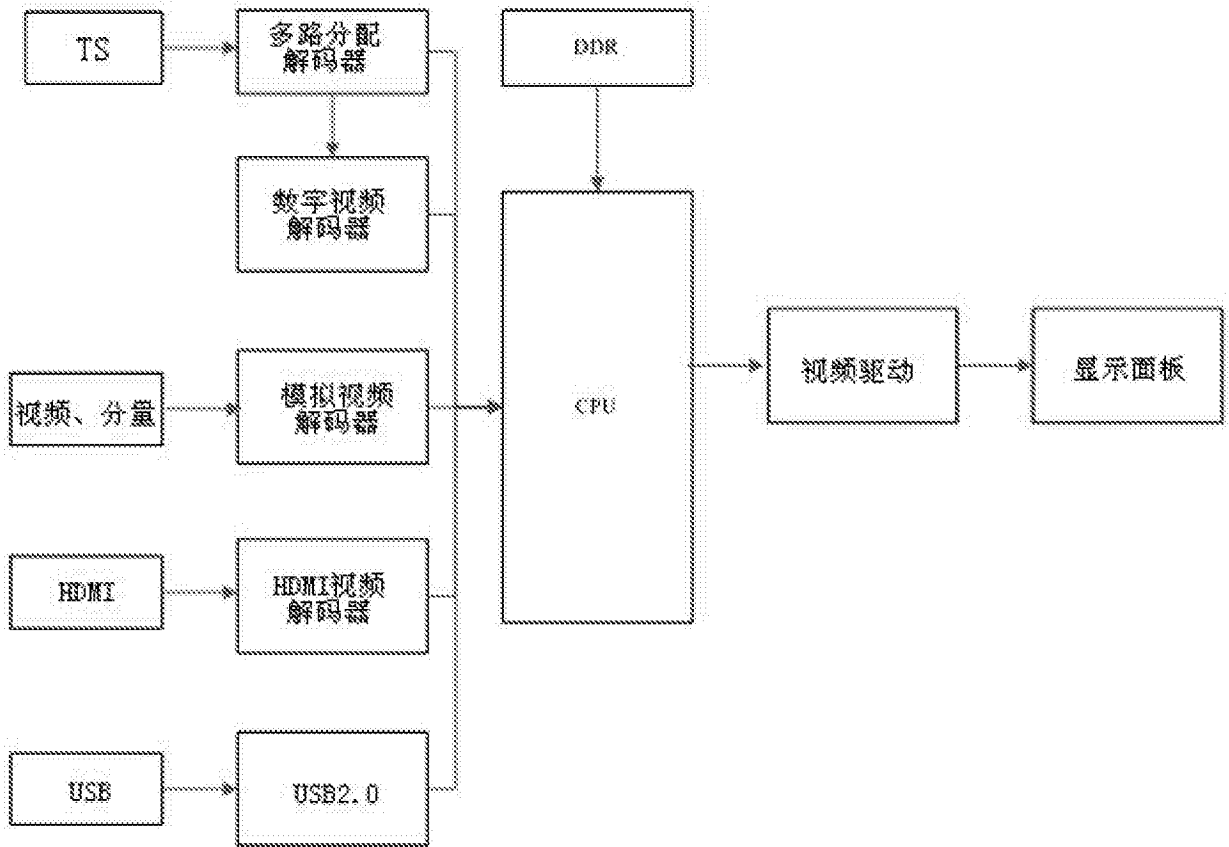 TS
多路分配
解码器
DDR
数字视频
解码器
视频、分量
模拟视频
解码器
CPU
视频驱动
显示面板
HDMI
HDMI视频
解码器
USB
USB2.0